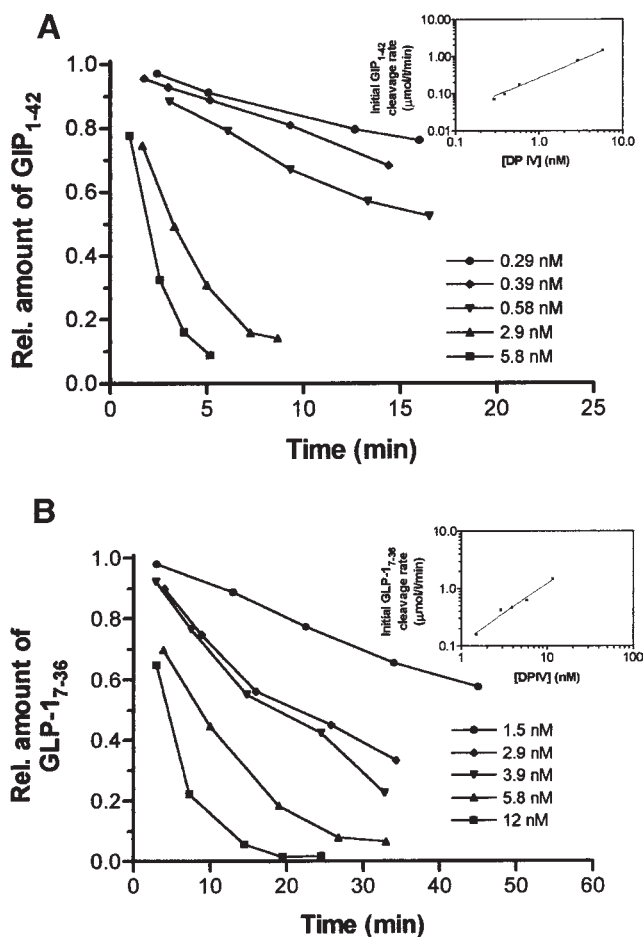 A
Rel. amount of GIP1-42
1.0
0.8
0.6
0.4
0.2
0.0
0
5
10
15
20
25
Time (min)
0.29 nM
0.39 nM
0.58 nM
2.9 nM
5.8 nM
Initial GIP1-42
cleavage rate
(μmol/l/min)
10.00
1.00
0.10
0.01
0.1
1.0
10.0
[DP IV] (nM)
B
Rel. amount of
GLP-17-36
1.0
0.8
0.6
0.4
0.2
0.0
0
10
20
30
40
50
60
Time (min)
1.5 nM
2.9 nM
3.9 nM
5.8 nM
12 nM
Initial GLP-17-36
cleavage rate
(μmol/l/min)
10.0
1.0
0.1
1
10
100
[DPIV] (nM)